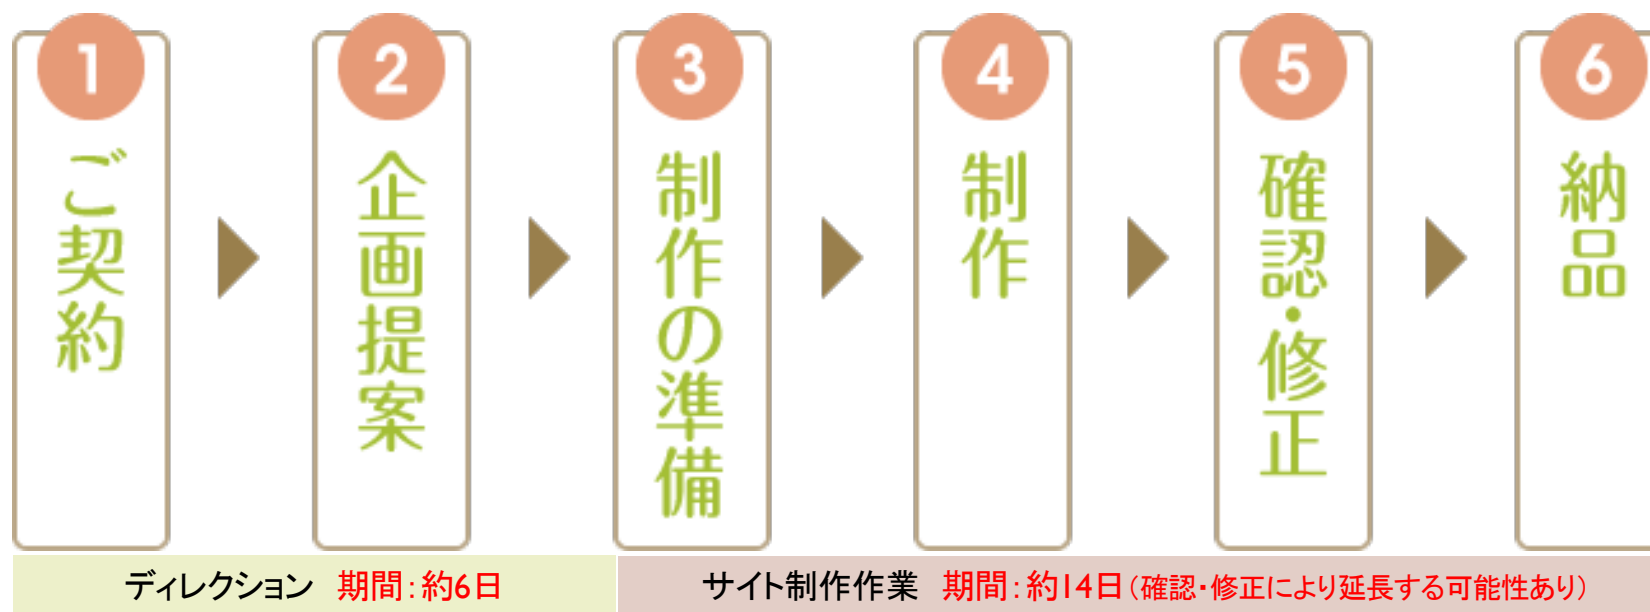 1
ご契約
2
企画提案
3
制作の準備
4
制作
5
確認・修正
6
納品
ディレクション 期間：約6日
サイト制作作業 期間：約14日（確認・修正により延長する可能性あり）